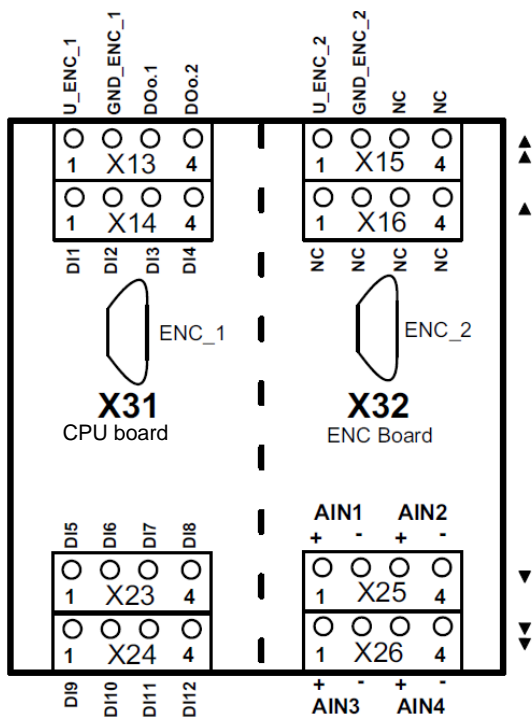 U_ENC_1 GND_ENC_1 DOo.1 DOo.2 U_ENC_2 GND_ENC_2 NC NC
1 X13 4 1 X15 4
1 X14 4 1 X16 4
DI1 DI2 DI3 DI4 NC NC NC NC
ENC_1 ENC_2
X31 X32
CPU board ENC Board
AIN1 AIN2
DI5 DI6 DI7 DI8 + - + -
1 X23 4 1 X25 4
1 X24 4 1 X26 4
DI9 DI10 DI11 DI12 + - + -
AIN3 AIN4